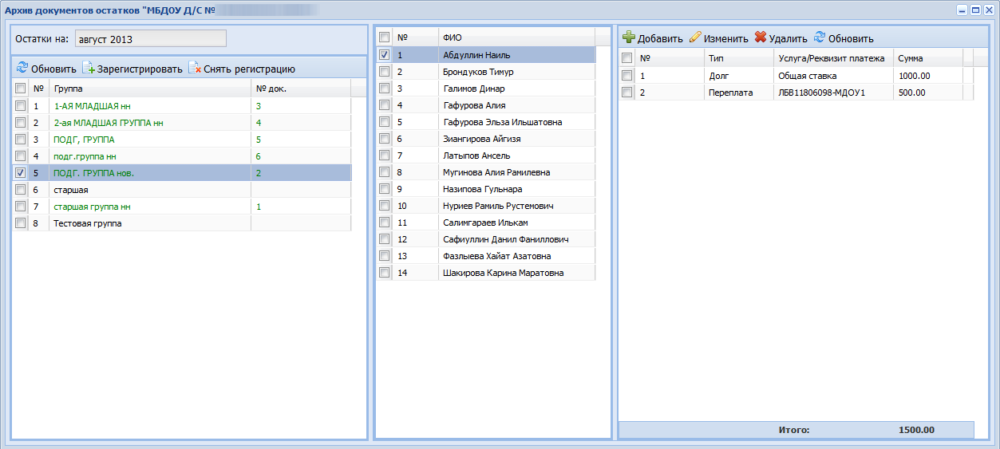 Архив документов остатков "МБДОУ Д/С №
Остатки на: август 2013
Обновить Зарегистрировать Снять регистрацию
№ Группа № док.
1 1-АЯ МЛАДШАЯ нн 3
2 2-ая МЛАДШАЯ ГРУППА нн 4
3 ПОДГ, ГРУППА 5
4 подг.группа нн 6
5 ПОДГ. ГРУППА нов. 2
6 старшая
7 старшая группа нн 1
8 Тестовая группа
№ ФИО
1 Абдуллин Наиль
2 Брондуков Тимур
3 Галимов Динар
4 Гафурова Алия
5 Гафурова Эльза Ильшатовна
6 Зиангирова Айгизя
7 Латыпов Ансель
8 Мугинова Алия Рамилевна
9 Назипова Гульнара
10 Нуриев Рамиль Рустемович
11 Салимгараев Илькам
12 Сафиуллин Данил Фаниллович
13 Фазлыева Хайат Азатовна
14 Шакирова Карина Маратовна
Добавить Изменить Удалить Обновить
№ Тип Услуга/Реквизит платежа Сумма
1 Долг Общая ставка 1000.00
2 Переплата ЛБВ11806098-МДОУ1 500.00
Итого: 1500.00